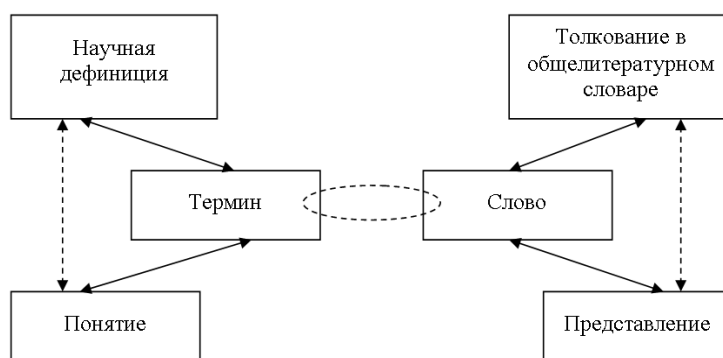 Научная
дефиниция
Толкование в
общелитературном
словаре
Термин
Слово
Понятие
Представление